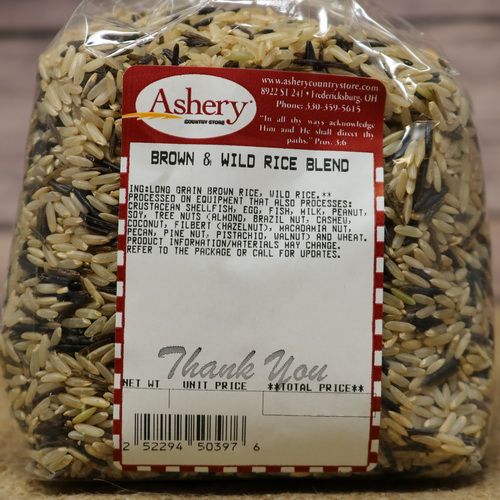 Ashery
COUNTRY STORE
www.asherycountrystore.com
8922 ST 241 • Fredericksburg, OH
Phone: 330-359-5615
"In all thy ways acknowledge
Him and He shall direct thy
paths." Prov. 3:6
BROWN & WILD RICE BLEND
ING:LONG GRAIN BROWN RICE, WILD RICE.**
PROCESSED ON EQUIPMENT THAT ALSO PROCESSES:
CRUSTACEAN SHELLFISH, EGG, FISH, MILK, PEANUT,
SOY, TREE NUTS (ALMOND, BRAZIL NUT, CASHEW,
COCONUT, FILBERT (HAZELNUT), MACADAMIA NUT,
PECAN, PINE NUT, PISTACHIO, WALNUT) AND WHEAT.
PRODUCT INFORMATION/MATERIALS MAY CHANGE.
REFER TO THE PACKAGE OR CALL FOR UPDATES.
Thank You
NET WT UNIT PRICE **TOTAL PRICE**
2 52294 50397 6